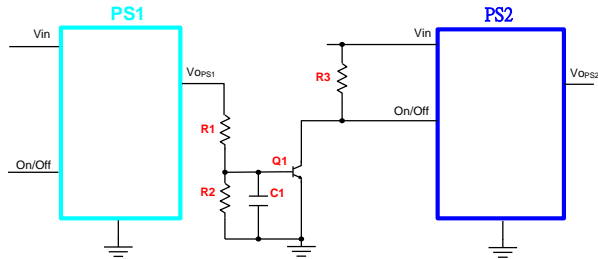 PS1
PS2
Vin
Vin
VoPS1
VoPS2
R3
On/Off
R1
Q1
On/Off
R2
C1